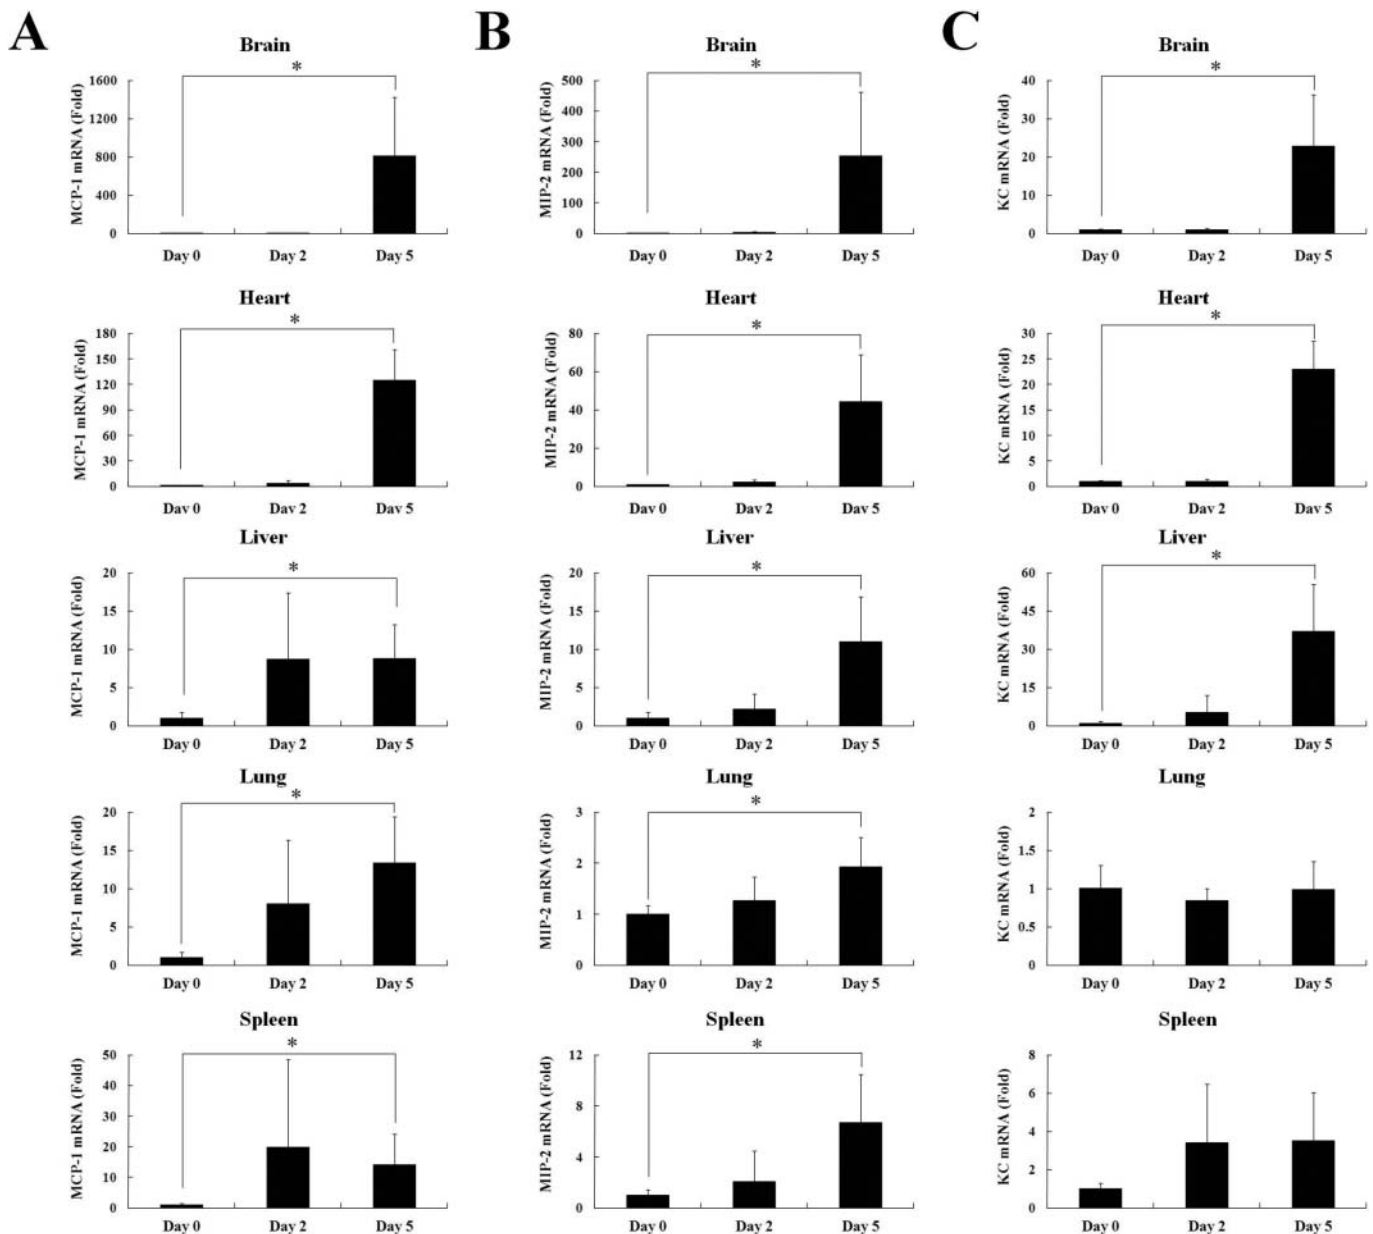 A
B
C
Brain
*
MCP-1 mRNA (Fold)
1600
1200
800
400
0
Day 0 Day 2 Day 5
Brain
*
MIP-2 mRNA (Fold)
500
400
300
200
100
0
Day 0 Day 2 Day 5
Brain
*
KC mRNA (Fold)
40
30
20
10
0
Day 0 Day 2 Day 5
Heart
*
MCP-1 mRNA (Fold)
180
150
120
90
60
30
0
Day 0 Day 2 Day 5
Heart
*
MIP-2 mRNA (Fold)
80
60
40
20
0
Day 0 Day 2 Day 5
Heart
*
KC mRNA (Fold)
30
25
20
15
10
5
0
Day 0 Day 2 Day 5
Liver
*
MCP-1 mRNA (Fold)
20
15
10
5
0
Day 0 Day 2 Day 5
Liver
*
MIP-2 mRNA (Fold)
20
15
10
5
0
Day 0 Day 2 Day 5
Liver
*
KC mRNA (Fold)
60
45
30
15
0
Day 0 Day 2 Day 5
Lung
*
MCP-1 mRNA (Fold)
20
15
10
5
0
Day 0 Day 2 Day 5
Lung
*
MIP-2 mRNA (Fold)
3
2
1
0
Day 0 Day 2 Day 5
Lung
KC mRNA (Fold)
2
1.5
1
0.5
0
Day 0 Day 2 Day 5
Spleen
*
MCP-1 mRNA (Fold)
50
40
30
20
10
0
Day 0 Day 2 Day 5
Spleen
*
MIP-2 mRNA (Fold)
12
8
4
0
Day 0 Day 2 Day 5
Spleen
KC mRNA (Fold)
8
6
4
2
0
Day 0 Day 2 Day 5